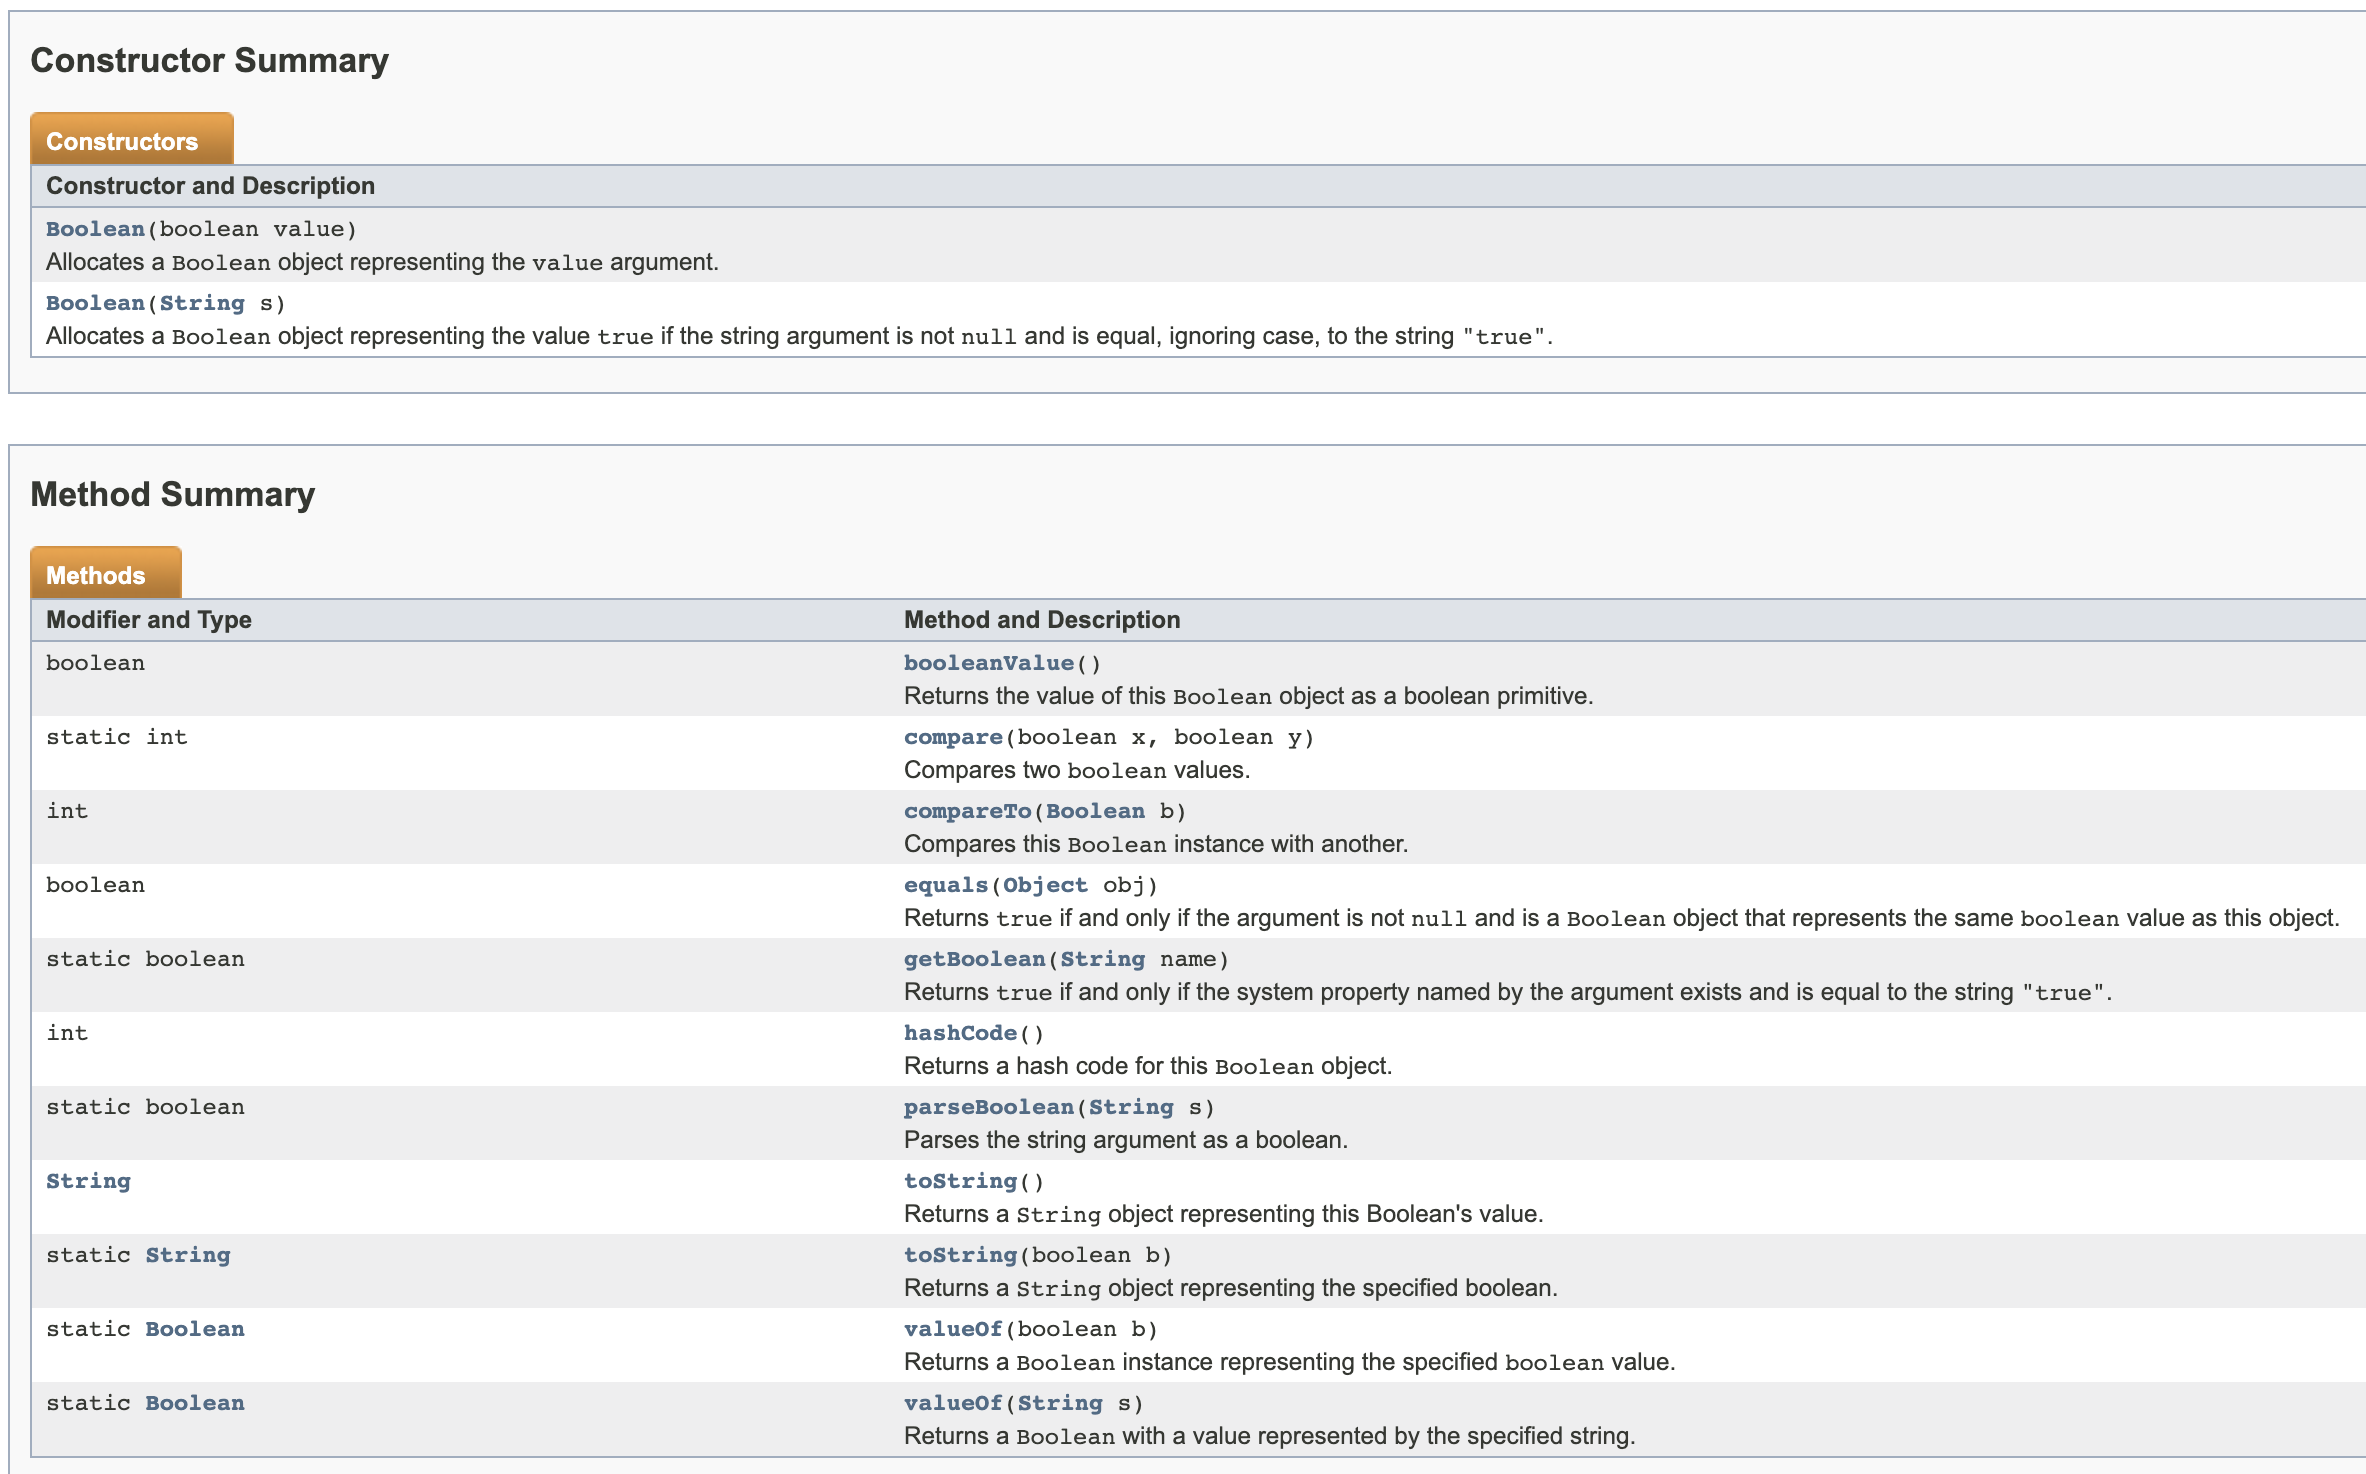 Constructor Summary
Constructors
Constructor and Description
Boolean(boolean value)
Allocates a Boolean object representing the value argument.
Boolean(String s)
Allocates a Boolean object representing the value true if the string argument is not null and is equal, ignoring case, to the string "true".
Method Summary
Methods
Modifier and Type Method and Description
boolean booleanValue()
Returns the value of this Boolean object as a boolean primitive.
static int compare(boolean x, boolean y)
Compares two boolean values.
int compareTo(Boolean b)
Compares this Boolean instance with another.
boolean equals(Object obj)
Returns true if and only if the argument is not null and is a Boolean object that represents the same boolean value as this object.
static boolean getBoolean(String name)
Returns true if and only if the system property named by the argument exists and is equal to the string "true".
int hashCode()
Returns a hash code for this Boolean object.
static boolean parseBoolean(String s)
Parses the string argument as a boolean.
String toString()
Returns a String object representing this Boolean's value.
static String toString(boolean b)
Returns a String object representing the specified boolean.
static Boolean valueOf(boolean b)
Returns a Boolean instance representing the specified boolean value.
static Boolean valueOf(String s)
Returns a Boolean with a value represented by the specified string.